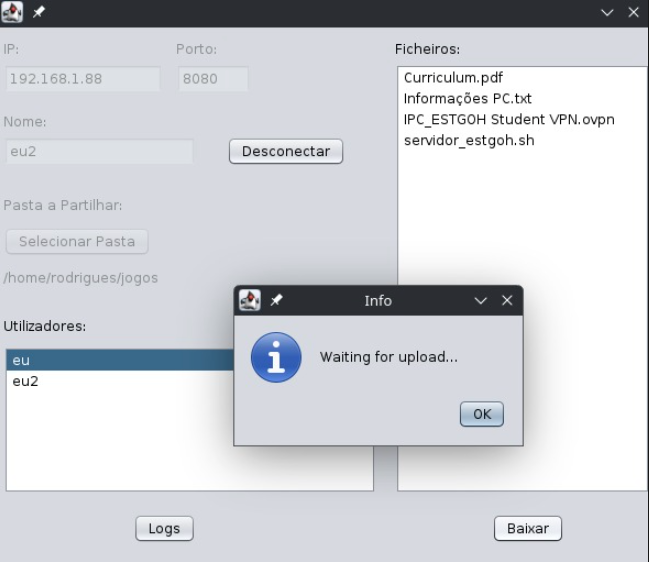 IP:
Porto:
192.168.1.88
8080
Nome:
eu2
Desconectar
Pasta a Partilhar:
Selecionar Pasta
/home/rodrigues/jogos
Utilizadores:
eu
eu2
Logs
Ficheiros:
Curriculum.pdf
Informações PC.txt
IPC_ESTGOH Student VPN.ovpn
servidor_estgoh.sh
Baixar
Info
Waiting for upload...
OK